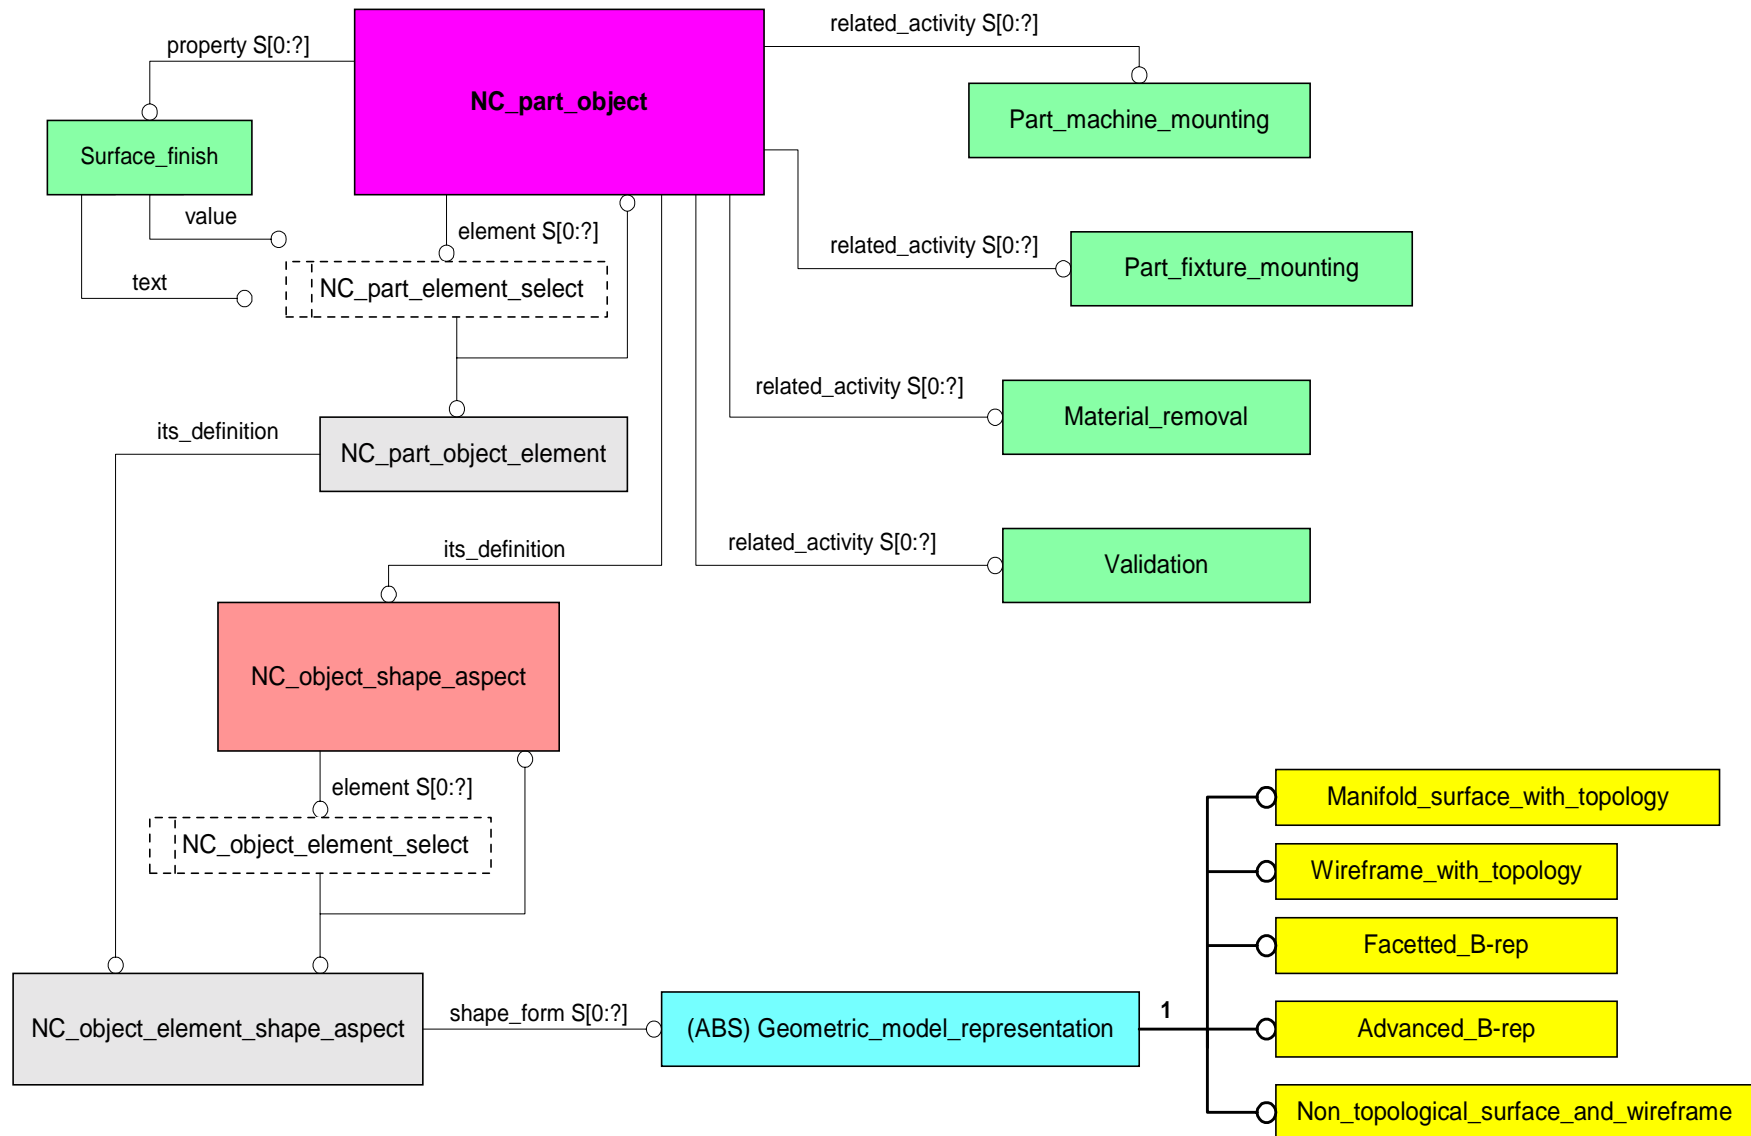 related_activity S[0:?]
property S[0:?]
NC_part_object
Part_machine_mounting
Surface_finish
value
element S[0:?]
related_activity S[0:?]
Part_fixture_mounting
text
NC_part_element_select
related_activity S[0:?]
Material_removal
its_definition
NC_part_object_element
its_definition
related_activity S[0:?]
Validation
NC_object_shape_aspect
element S[0:?]
Manifold_surface_with_topology
NC_object_element_select
Wireframe_with_topology
Facetted_B-rep
shape_form S[0:?]
1
NC_object_element_shape_aspect
(ABS) Geometric_model_representation
Advanced_B-rep
Non_topological_surface_and_wireframe